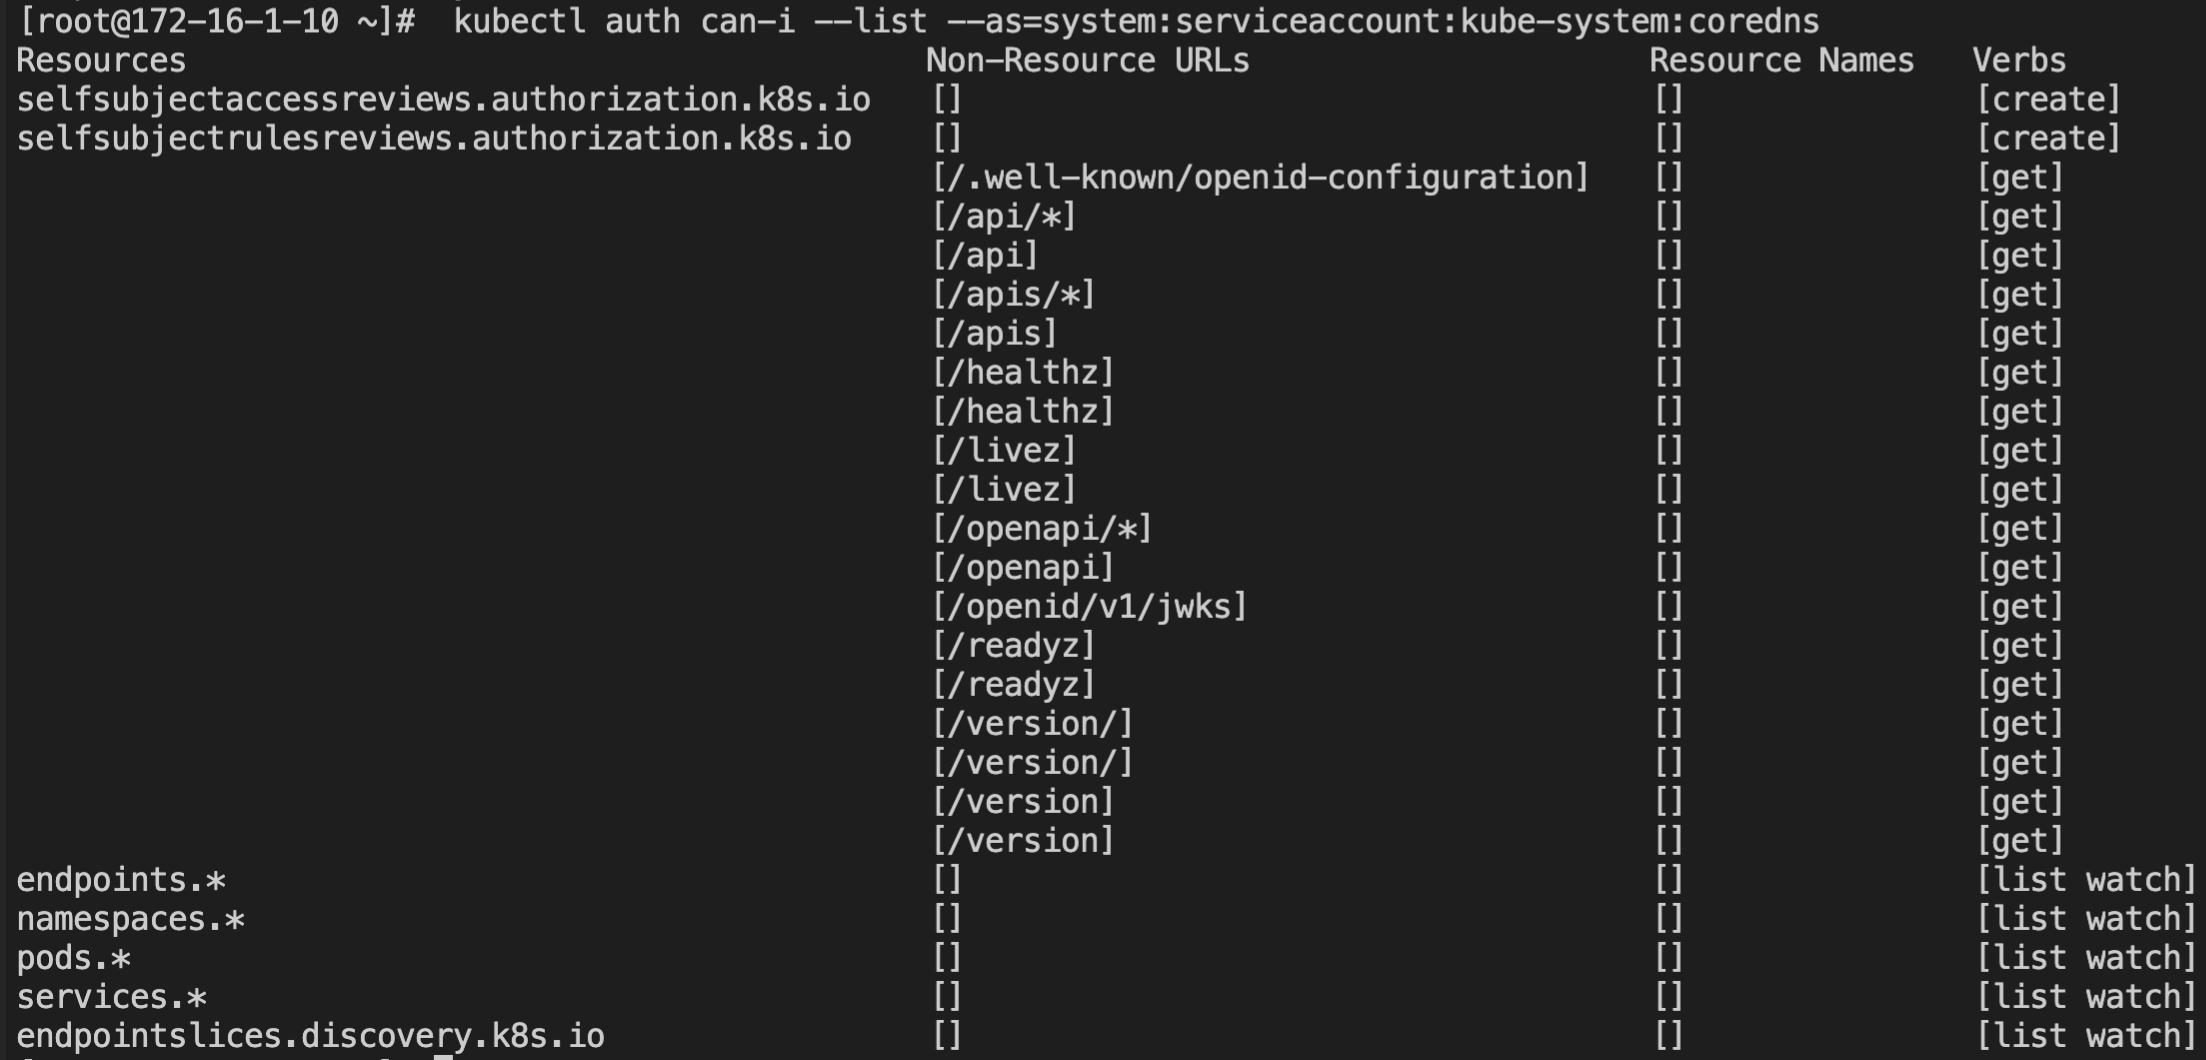 [root@172-16-1-10 ~]#  kubectl auth can-i --list --as=system:serviceaccount:kube-system:coredns
Resources                                       Non-Resource URLs                      Resource Names   Verbs
selfsubjectaccessreviews.authorization.k8s.io   []                                     []               [create]
selfsubjectrulesreviews.authorization.k8s.io    []                                     []               [create]
                                                [/.well-known/openid-configuration]   []               [get]
                                                [/api/*]                               []               [get]
                                                [/api]                                 []               [get]
                                                [/apis/*]                              []               [get]
                                                [/apis]                                []               [get]
                                                [/healthz]                             []               [get]
                                                [/healthz]                             []               [get]
                                                [/livez]                               []               [get]
                                                [/livez]                               []               [get]
                                                [/openapi/*]                           []               [get]
                                                [/openapi]                             []               [get]
                                                [/openid/v1/jwks]                      []               [get]
                                                [/readyz]                              []               [get]
                                                [/readyz]                              []               [get]
                                                [/version/]                            []               [get]
                                                [/version/]                            []               [get]
                                                [/version]                             []               [get]
                                                [/version]                             []               [get]
endpoints.*                                     []                                     []               [list watch]
namespaces.*                                    []                                     []               [list watch]
pods.*                                          []                                     []               [list watch]
services.*                                      []                                     []               [list watch]
endpointslices.discovery.k8s.io                 []                                     []               [list watch]